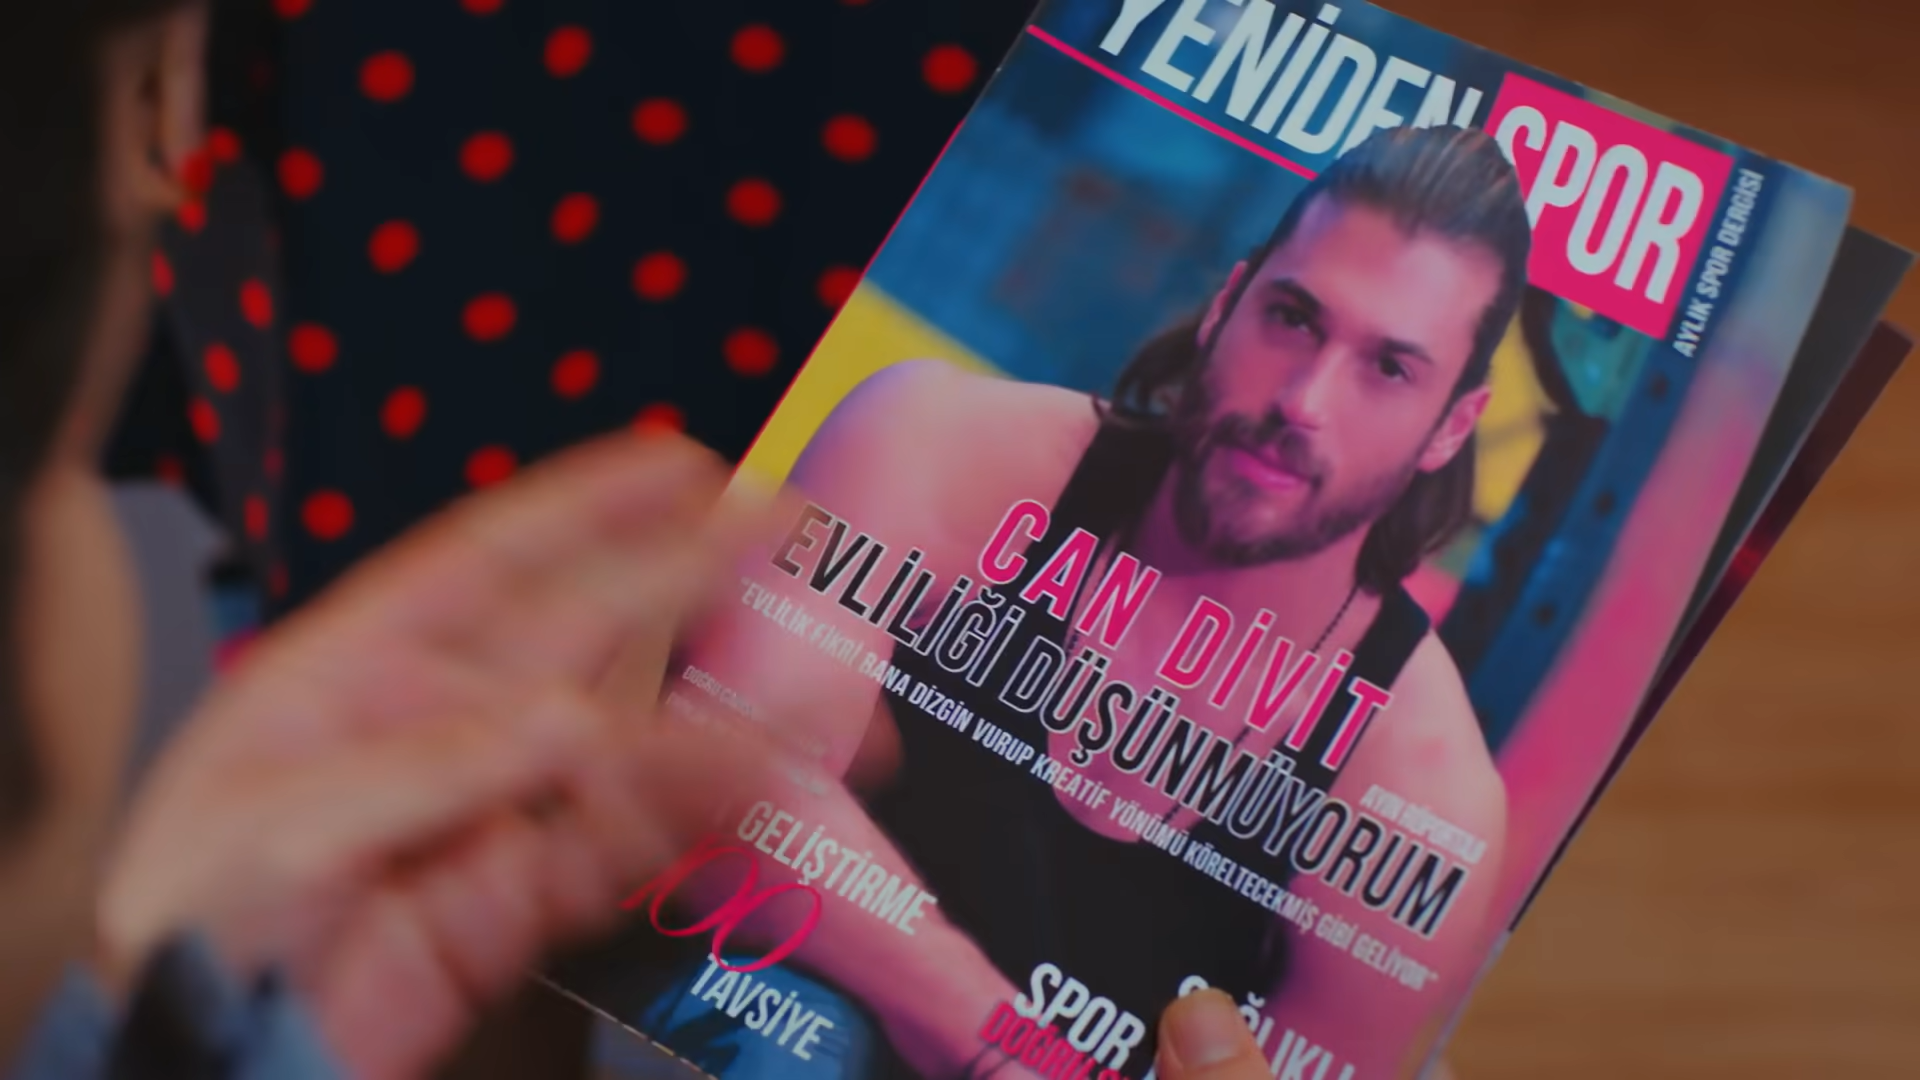 YENİDEN SPOR
AYLIK SPOR DERGİSİ
CAN DİVİT
EVLİLİĞİ DÜŞÜNMÜYORUM
"EVLİLİK FİKRİ BANA DİZGİN VURUP KREATİF YÖNÜMÜ KÖRELTECEKMİŞ GİBİ GELİYOR"
AYIN RÖPORTAJI
DOĞRU
GELİŞTİRME
100
TAVSİYE
SPOR